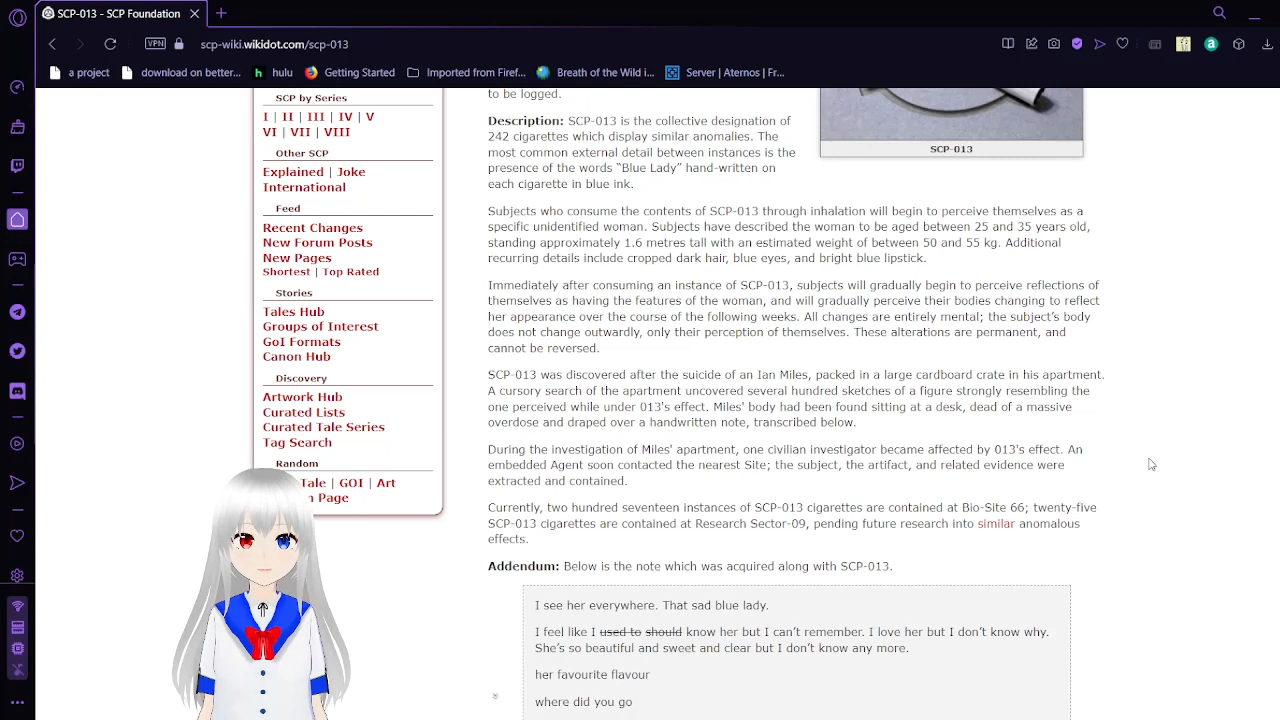 SCP-013 - SCP Foundation
VPN
scp-wiki.wikidot.com/scp-013
a project
download on better...
hulu
Getting Started
Imported from Firef...
Breath of the Wild i...
Server | Aternos | Fr...
SCP by Series
I | II | III | IV | V
VI | VII | VIII
Other SCP
Explained | Joke
International
Feed
Recent Changes
New Forum Posts
New Pages
Shortest | Top Rated
Stories
Tales Hub
Groups of Interest
GoI Formats
Canon Hub
Discovery
Artwork Hub
Curated Lists
Curated Tale Series
Tag Search
Random
Tale | GOI | Art
Page
to be logged.
Description: SCP-013 is the collective designation of
242 cigarettes which display similar anomalies. The
most common external detail between instances is the
presence of the words “Blue Lady” hand-written on
each cigarette in blue ink.
SCP-013
Subjects who consume the contents of SCP-013 through inhalation will begin to perceive themselves as a
specific unidentified woman. Subjects have described the woman to be aged between 25 and 35 years old,
standing approximately 1.6 metres tall with an estimated weight of between 50 and 55 kg. Additional
recurring details include cropped dark hair, blue eyes, and bright blue lipstick.
Immediately after consuming an instance of SCP-013, subjects will gradually begin to perceive reflections of
themselves as having the features of the woman, and will gradually perceive their bodies changing to reflect
her appearance over the course of the following weeks. All changes are entirely mental; the subject’s body
does not change outwardly, only their perception of themselves. These alterations are permanent, and
cannot be reversed.
SCP-013 was discovered after the suicide of an Ian Miles, packed in a large cardboard crate in his apartment.
A cursory search of the apartment uncovered several hundred sketches of a figure strongly resembling the
one perceived while under 013's effect. Miles' body had been found sitting at a desk, dead of a massive
overdose and draped over a handwritten note, transcribed below.
During the investigation of Miles' apartment, one civilian investigator became affected by 013's effect. An
embedded Agent soon contacted the nearest Site; the subject, the artifact, and related evidence were
extracted and contained.
Currently, two hundred seventeen instances of SCP-013 cigarettes are contained at Bio-Site 66; twenty-five
SCP-013 cigarettes are contained at Research Sector-09, pending future research into similar anomalous
effects.
Addendum: Below is the note which was acquired along with SCP-013.
I see her everywhere. That sad blue lady.
I feel like I used to should know her but I can’t remember. I love her but I don’t know why.
She’s so beautiful and sweet and clear but I don’t know any more.
her favourite flavour
where did you go